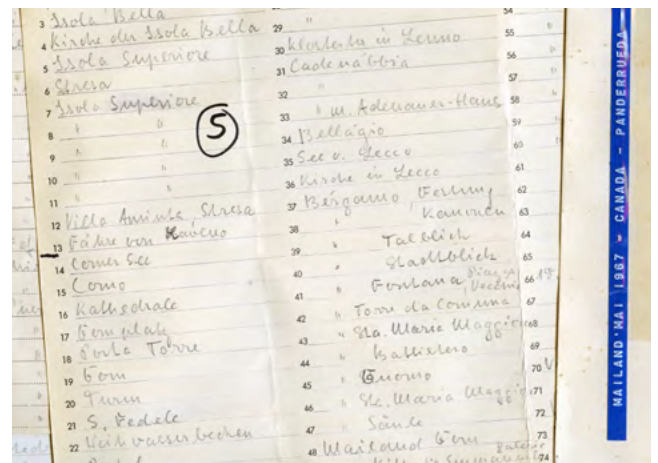 3 Isola Bella
4 Kirche der Isola Bella
5 Isola Superiore
6 Stresa
7 Isola Superiore
8 " "
9 " "
10 " "
11 " "
12 Villa Aminta, Stresa
13 Fähre von Laveno
14 Comer See
15 Como
16 Kathedrale
17 Domplatz
18 Porta Torre
19 Dom
20 Turm
21 S. Fedele
22 Weihwasserbecken
5
29 "
30 in Lenno
31 Cadenabbia
32 "
33 " m. Adenauer-Haus
34 Bellagio
35 See v. Lecco
36 Kirche in Lecco
37 Bergamo, Festung
38 " Kanonen
39 " Talblick
40 " Stadtblick
41 " Fontana, Piazza Vecchia
42 " Torre da Comuna
43 " Sta. Maria Maggiore
44 " Battistero
45 " Duomo
46 " Sta. Maria Maggiore
47 " Säule
48 Mailand Dom
54
55
56
57
58
59
60
61
62
63
64
65
66
67
68
69
70
71
72
73
74
MAILAND MAI 1967 - CANADA - PANDERRUEDA